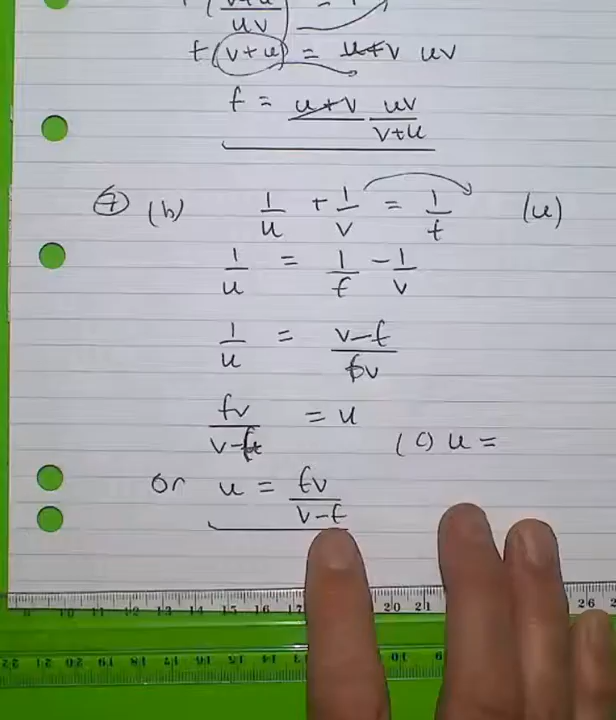 f (v+u) = u+v uv
f = u+v uv/v+u
7 (b) 1/u + 1/v = 1/f (u)
1/u = 1/f - 1/v
1/u = v-f/fv
fv/v-f = u
(c) u =
or u = fv/v-f